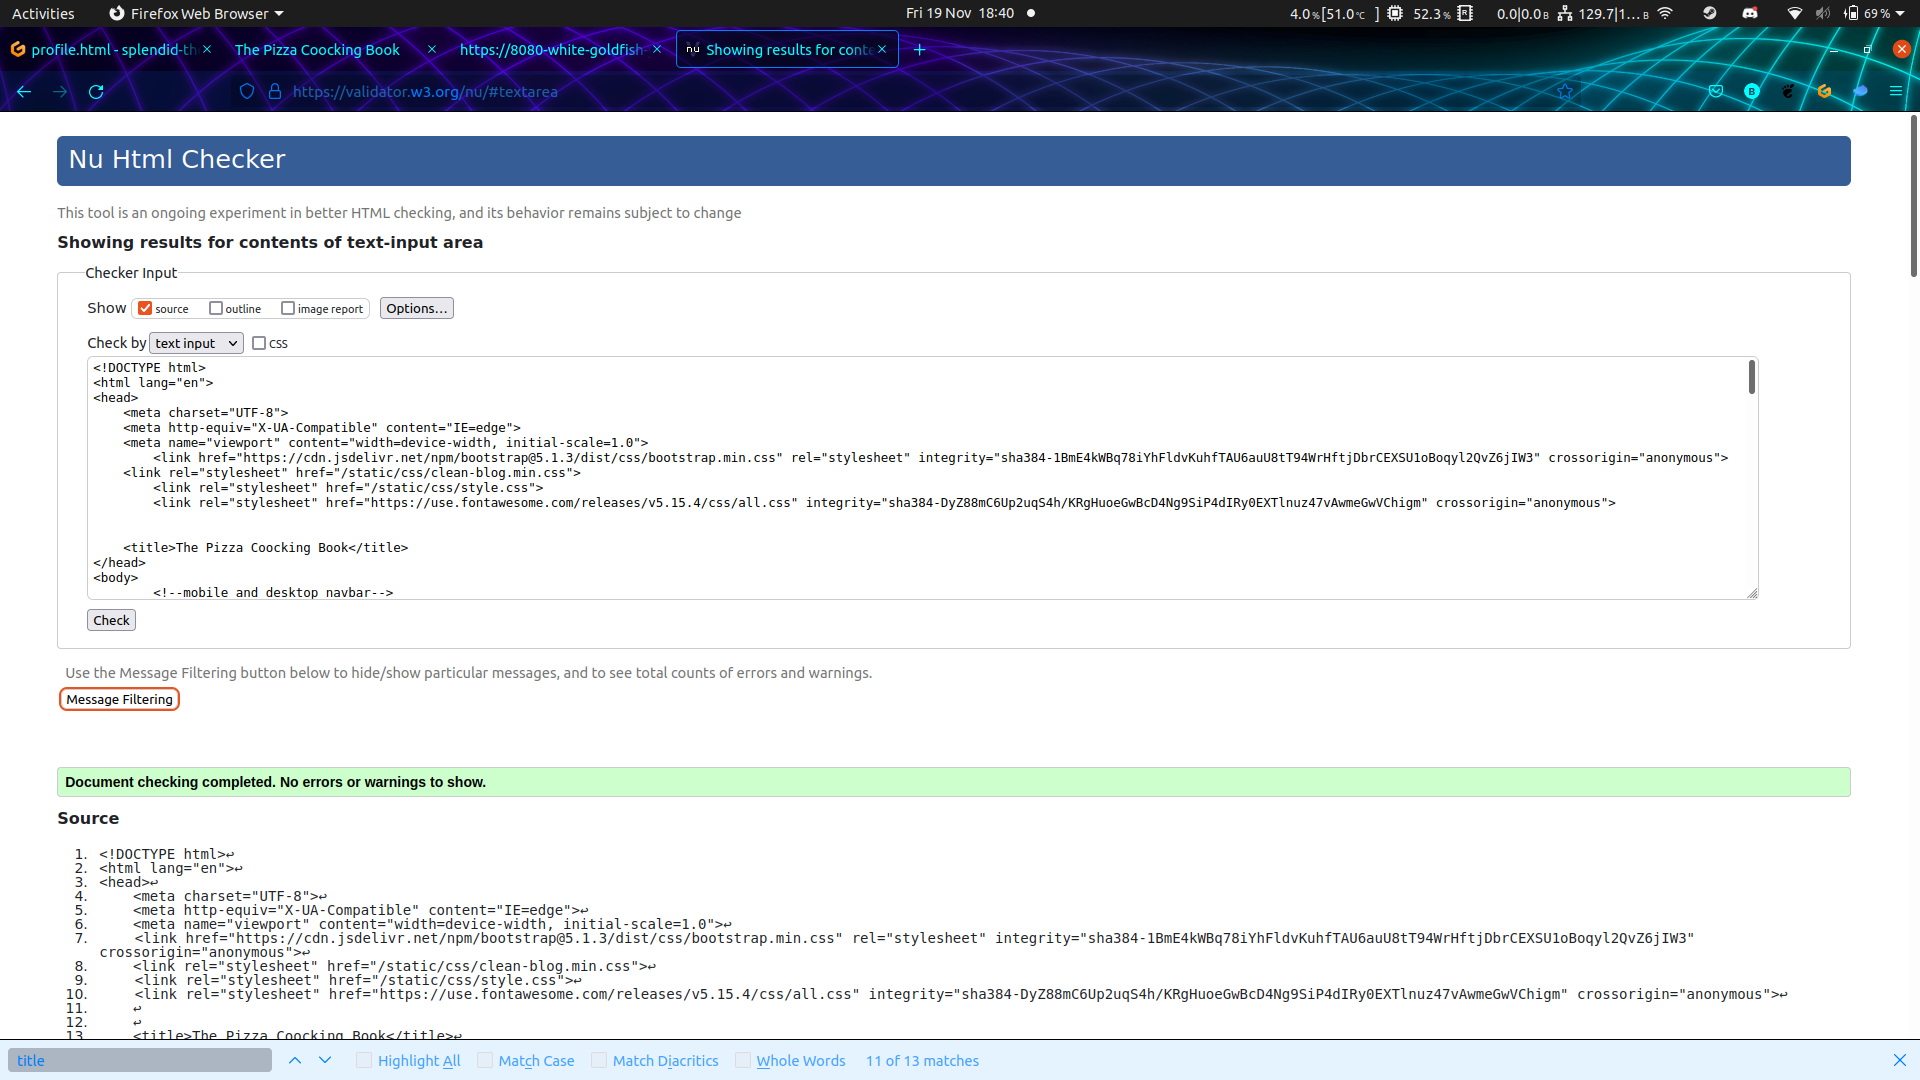 Activities Firefox Web Browser Fri 19 Nov 18:40 4.0% [51.0°C ] 52.3% 0.0|0.0B 129.7|1...B 69 %
profile.html - splendid-th The Pizza Coocking Book https://8080-white-goldfish- Showing results for conte
https://validator.w3.org/nu/#textarea
Nu Html Checker
This tool is an ongoing experiment in better HTML checking, and its behavior remains subject to change
Showing results for contents of text-input area
Checker Input
Show source outline image report Options...
Check by text input css
<!DOCTYPE html>
<html lang="en">
<head>
    <meta charset="UTF-8">
    <meta http-equiv="X-UA-Compatible" content="IE=edge">
    <meta name="viewport" content="width=device-width, initial-scale=1.0">
        <link href="https://cdn.jsdelivr.net/npm/bootstrap@5.1.3/dist/css/bootstrap.min.css" rel="stylesheet" integrity="sha384-1BmE4kWBq78iYhFldvKuhfTAU6auU8tT94WrHftjDbrCEXSU1oBoqyl2QvZ6jIW3" crossorigin="anonymous">
    <link rel="stylesheet" href="/static/css/clean-blog.min.css">
        <link rel="stylesheet" href="/static/css/style.css">
        <link rel="stylesheet" href="https://use.fontawesome.com/releases/v5.15.4/css/all.css" integrity="sha384-DyZ88mC6Up2uqS4h/KRgHuoeGwBcD4Ng9SiP4dIRy0EXTlnuz47vAwmeGwVChigm" crossorigin="anonymous">
    <title>The Pizza Coocking Book</title>
</head>
<body>
        <!--mobile and desktop navbar-->
Check
Use the Message Filtering button below to hide/show particular messages, and to see total counts of errors and warnings.
Message Filtering
Document checking completed. No errors or warnings to show.
Source
1. <!DOCTYPE html>↩
2. <html lang="en">↩
3. <head>↩
4.     <meta charset="UTF-8">↩
5.     <meta http-equiv="X-UA-Compatible" content="IE=edge">↩
6.     <meta name="viewport" content="width=device-width, initial-scale=1.0">↩
7.     <link href="https://cdn.jsdelivr.net/npm/bootstrap@5.1.3/dist/css/bootstrap.min.css" rel="stylesheet" integrity="sha384-1BmE4kWBq78iYhFldvKuhfTAU6auU8tT94WrHftjDbrCEXSU1oBoqyl2QvZ6jIW3"
crossorigin="anonymous">↩
8.     <link rel="stylesheet" href="/static/css/clean-blog.min.css">↩
9.     <link rel="stylesheet" href="/static/css/style.css">↩
10.     <link rel="stylesheet" href="https://use.fontawesome.com/releases/v5.15.4/css/all.css" integrity="sha384-DyZ88mC6Up2uqS4h/KRgHuoeGwBcD4Ng9SiP4dIRy0EXTlnuz47vAwmeGwVChigm" crossorigin="anonymous">↩
11.     ↩
12.     ↩
13.     <title>The Pizza Coocking Book</title>↩
title Highlight All Match Case Match Diacritics Whole Words 11 of 13 matches